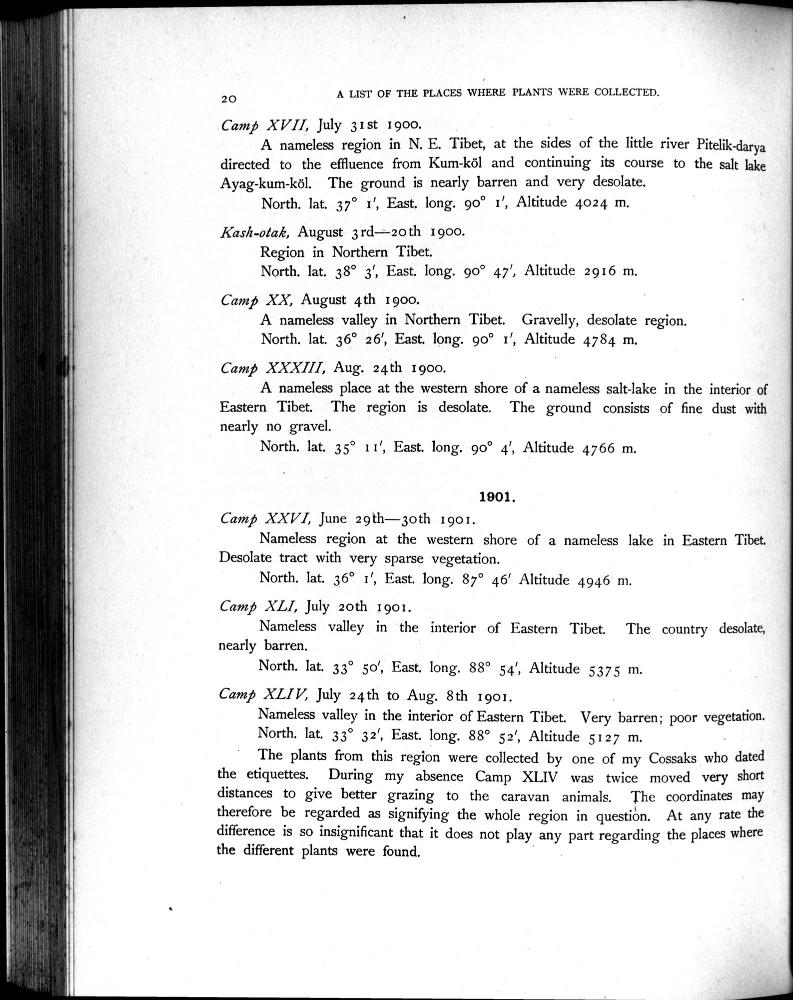 20
A LIST OF THE PLACES WHERE PLANTS WERE COLLECTED.
Camp XVII, July 31st 1900.
A nameless region in N. E. Tibet, at the sides of the little river Pitelik-darya
directed to the effluence from Kum-köl and continuing its course to the salt lake
Ayag-kum-köl. The ground is nearly barren and very desolate.
North. lat. 37° 1′, East. long. 90° 1′, Altitude 4024 m.
Kash-otak, August 3rd—20th 1900.
Region in Northern Tibet.
North. lat. 38° 3′, East. long. 90° 47′, Altitude 2916 m.
Camp XX, August 4th 1900.
A nameless valley in Northern Tibet. Gravelly, desolate region.
North. lat. 36° 26′, East. long. 90° 1′, Altitude 4784 m.
Camp XXXIII, Aug. 24th 1900.
A nameless place at the western shore of a nameless salt-lake in the interior of
Eastern Tibet. The region is desolate. The ground consists of fine dust with
nearly no gravel.
North. lat. 35° 11′, East. long. 90° 4′, Altitude 4766 m.
1901.
Camp XXVI, June 29th—30th 1901.
Nameless region at the western shore of a nameless lake in Eastern Tibet.
Desolate tract with very sparse vegetation.
North. lat. 36° 1′, East. long. 87° 46′ Altitude 4946 m.
Camp XLI, July 20th 1901.
Nameless valley in the interior of Eastern Tibet. The country desolate,
nearly barren.
North. lat. 33° 50′, East. long. 88° 54′, Altitude 5375 m.
Camp XLIV, July 24th to Aug. 8th 1901.
Nameless valley in the interior of Eastern Tibet. Very barren; poor vegetation.
North. lat. 33° 32′, East. long. 88° 52′, Altitude 5127 m.
The plants from this region were collected by one of my Cossaks who dated
the etiquettes. During my absence Camp XLIV was twice moved very short
distances to give better grazing to the caravan animals. The coordinates may
therefore be regarded as signifying the whole region in question. At any rate the
difference is so insignificant that it does not play any part regarding the places where
the different plants were found.